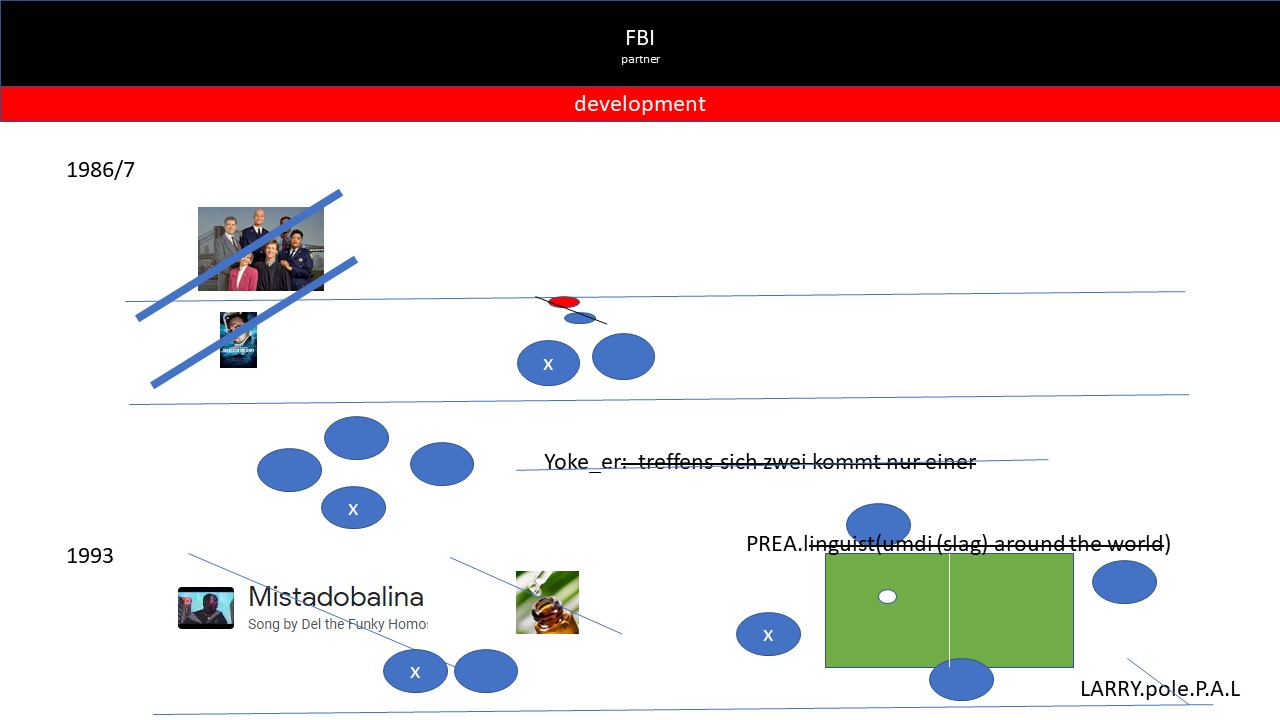 FBI
partner
development
1986/7
x
Yoke_er: treffens sich zwei kommt nur einer
x
PREA.linguist(umdi (slag) around the world)
1993
Mistadobalina
Song by Del the Funky Homo
x
x
LARRY.pole.P.A.L